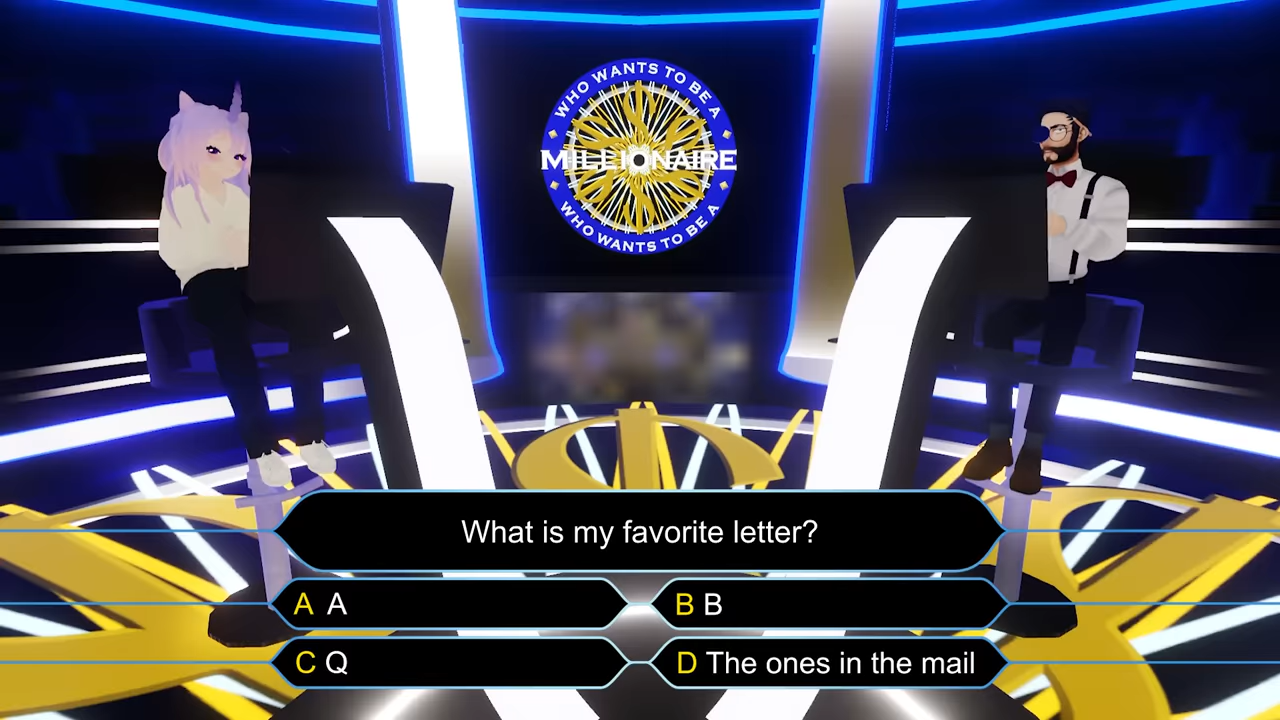 WHO WANTS TO BE A
MILLIONAIRE
WHO WANTS TO BE A
What is my favorite letter?
A A
B B
C Q
D The ones in the mail